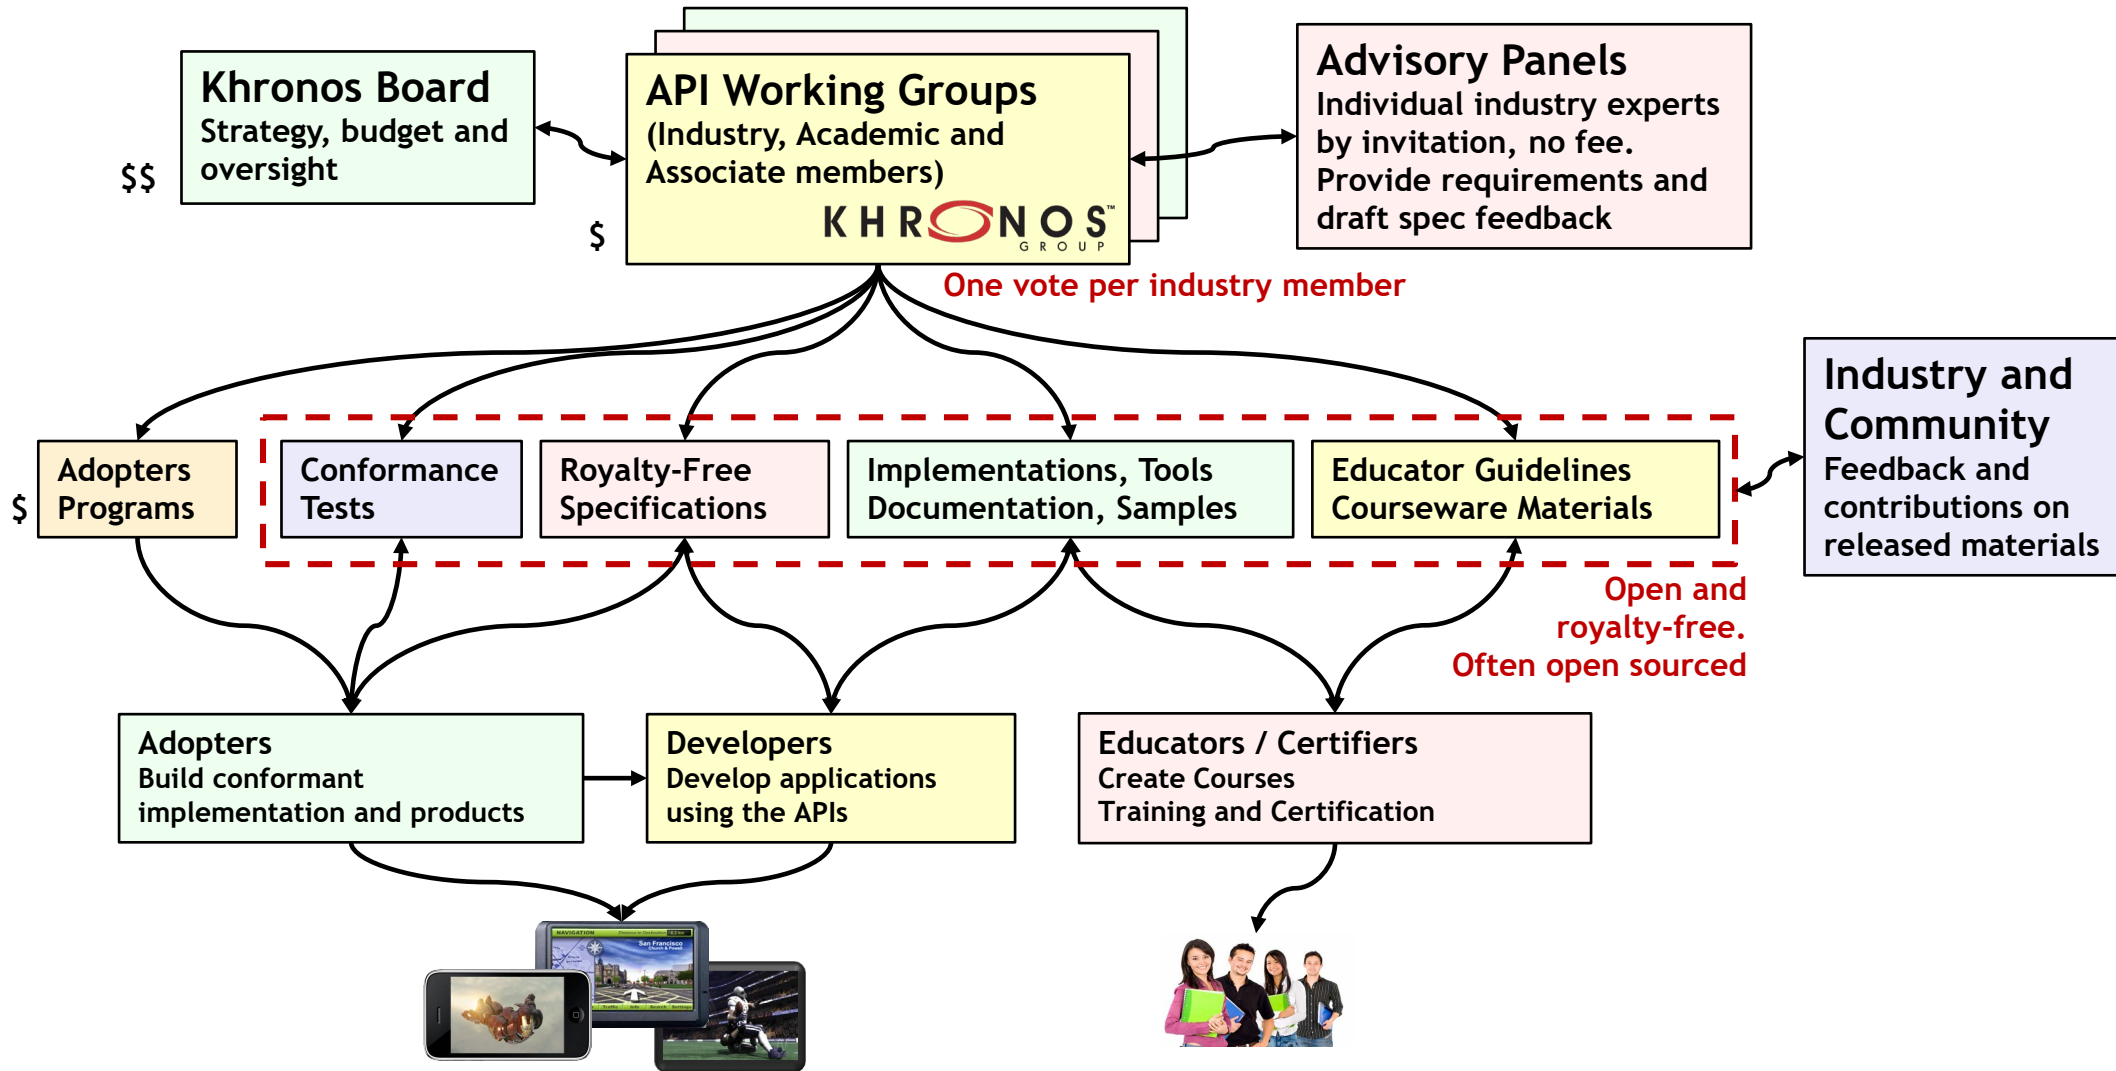 Khronos Board
Strategy, budget and
oversight
$$
API Working Groups
(Industry, Academic and
Associate members)
KHRONOS™
GROUP
$
Advisory Panels
Individual industry experts
by invitation, no fee.
Provide requirements and
draft spec feedback
One vote per industry member
Industry and
Community
Feedback and
contributions on
released materials
$
Adopters
Programs
Conformance
Tests
Royalty-Free
Specifications
Implementations, Tools
Documentation, Samples
Educator Guidelines
Courseware Materials
Open and
royalty-free.
Often open sourced
Adopters
Build conformant
implementation and products
Developers
Develop applications
using the APIs
Educators / Certifiers
Create Courses
Training and Certification
NAVIGATION
San Francisco
Church & Powell